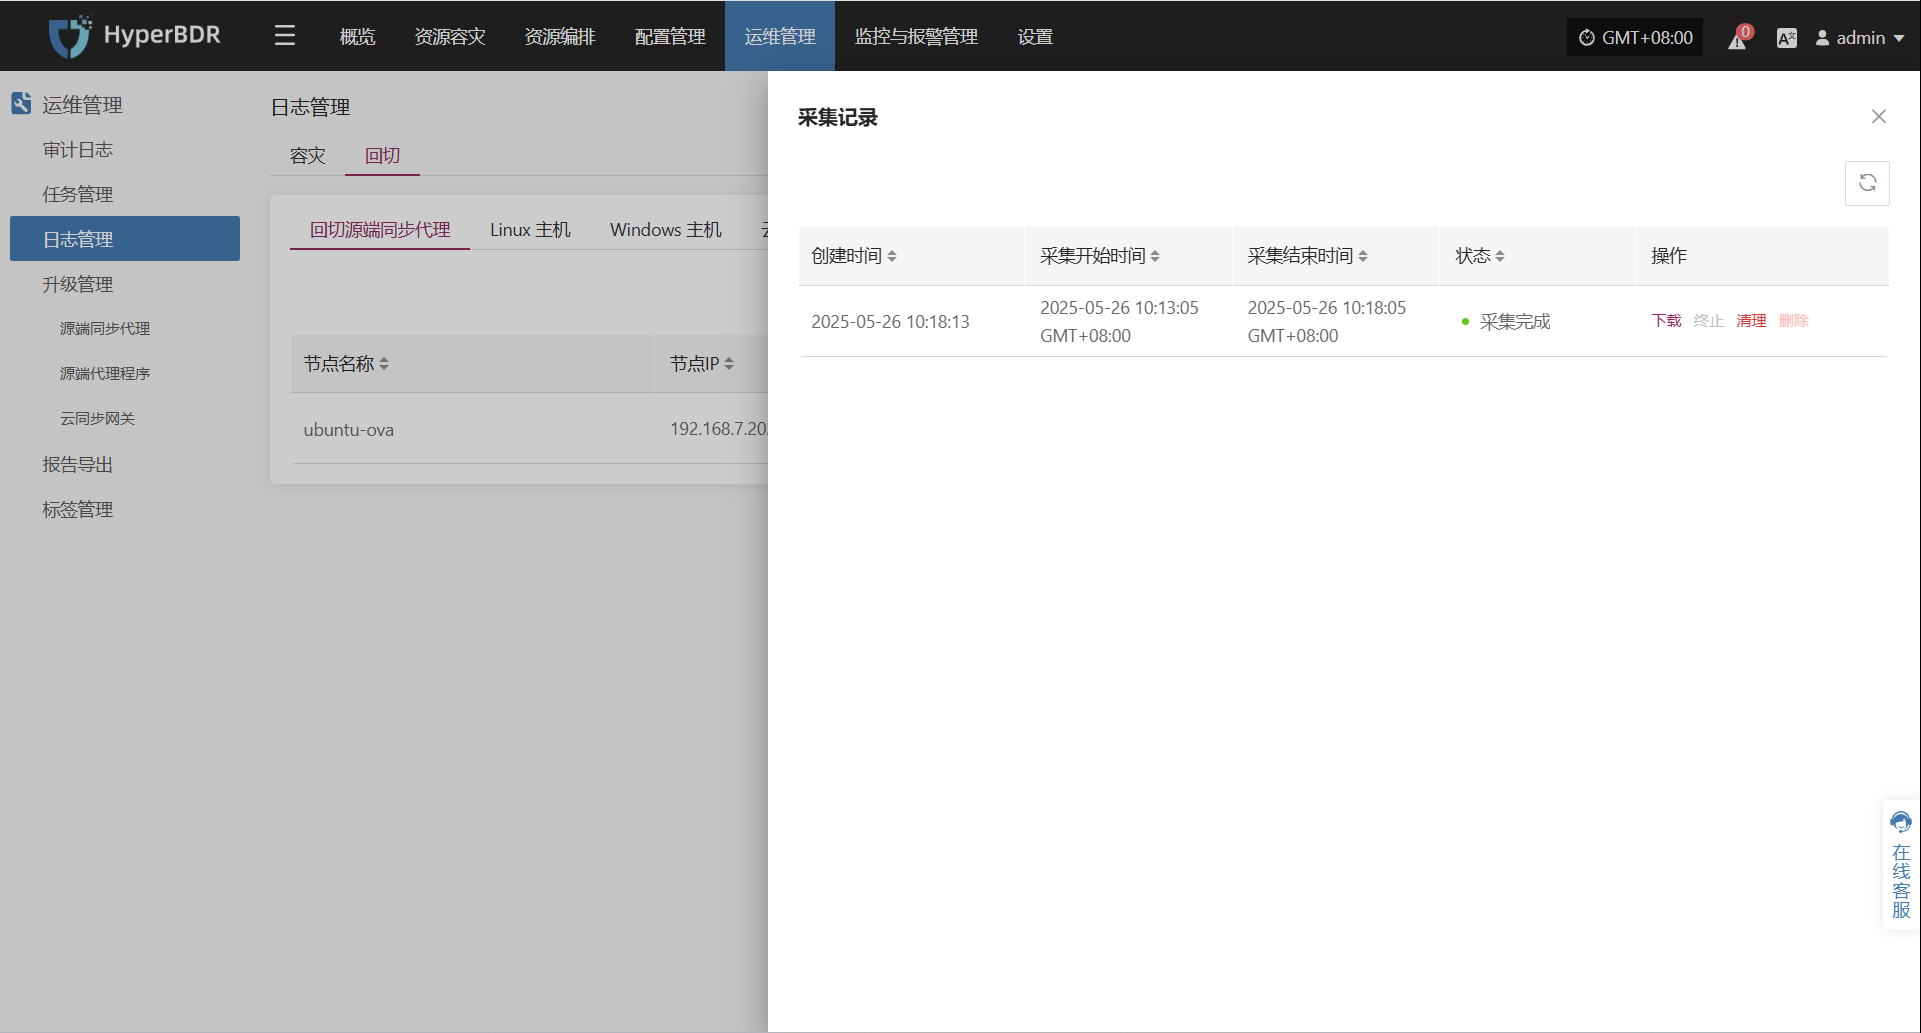 HyperBDR
概览
资源容灾
资源编排
配置管理
运维管理
监控与报警管理
设置
GMT+08:00
0
admin
运维管理
审计日志
任务管理
日志管理
升级管理
源端同步代理
源端代理程序
云同步网关
报告导出
标签管理
日志管理
容灾
回切
回切源端同步代理
Linux 主机
Windows 主机
节点名称
节点IP
ubuntu-ova
192.168.7.20.
采集记录
创建时间
采集开始时间
采集结束时间
状态
操作
2025-05-26 10:18:13
2025-05-26 10:13:05
GMT+08:00
2025-05-26 10:18:05
GMT+08:00
采集完成
下载
终止
清理
删除
在线客服